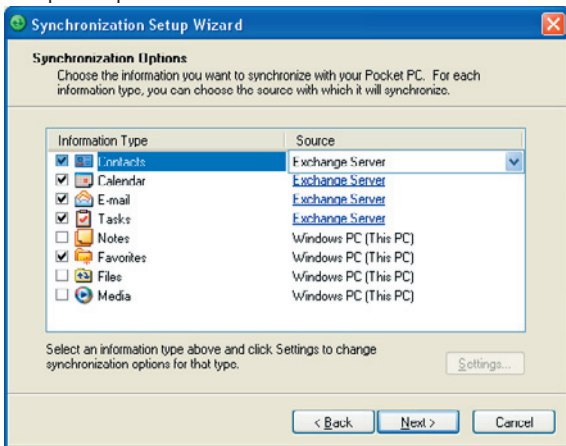 Synchronization Setup Wizard
Synchronization Options
Choose the information you want to synchronize with your Pocket PC. For each
information type, you can choose the source with which it will synchronize.
Information Type Source
Contacts Exchange Server
Calendar Exchange Server
E-mail Exchange Server
Tasks Exchange Server
Notes Windows PC (This PC)
Favorites Windows PC (This PC)
Files Windows PC (This PC)
Media Windows PC (This PC)
Select an information type above and click Settings to change
synchronization options for that type.
Settings...
< Back Next > Cancel